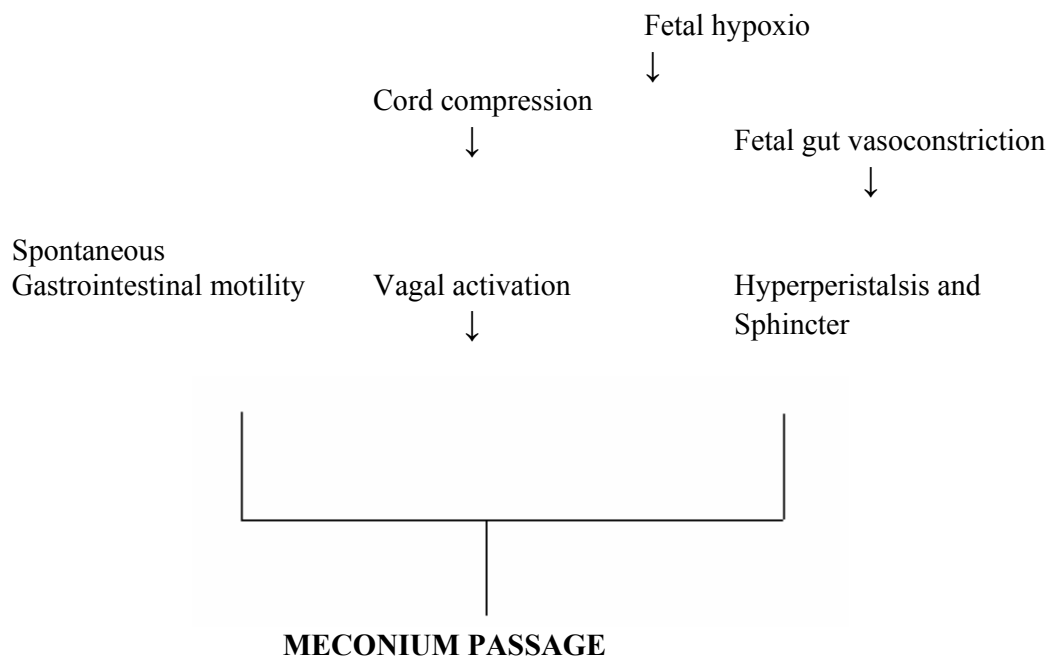 Fetal hypoxio
↓
Cord compression
↓
Fetal gut vasoconstriction
↓
Spontaneous
Gastrointestinal motility
Vagal activation
↓
Hyperperistalsis and
Sphincter
MECONIUM PASSAGE